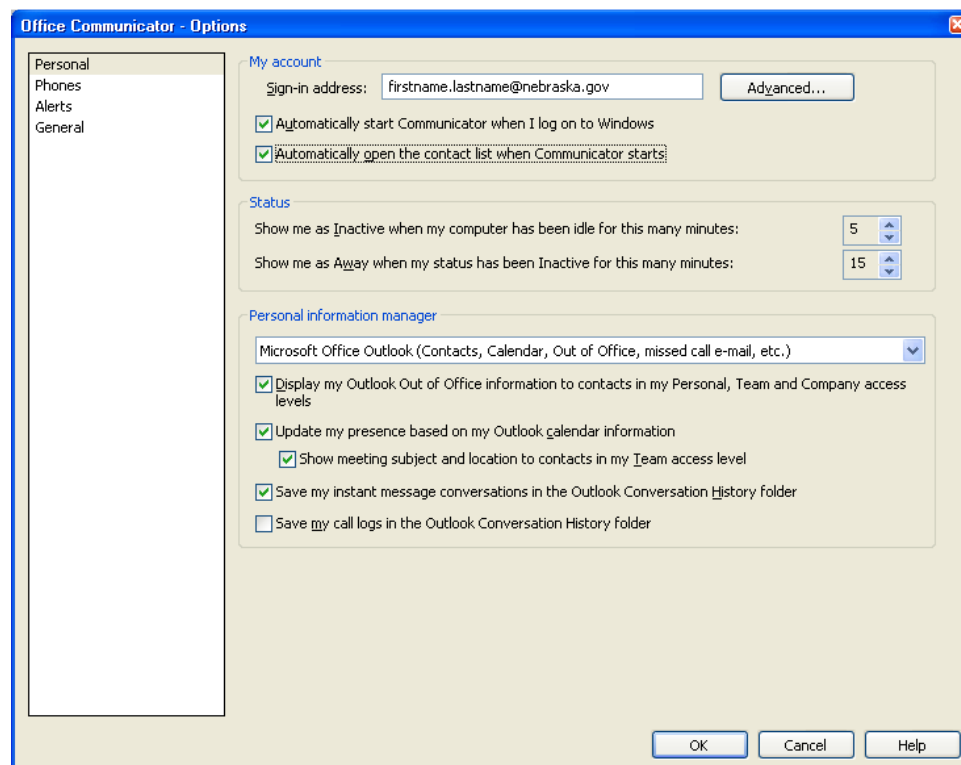 Office Communicator - Options
Personal
Phones
Alerts
General
My account
Sign-in address:
firstname.lastname@nebraska.gov
Advanced...
Automatically start Communicator when I log on to Windows
Automatically open the contact list when Communicator starts
Status
Show me as Inactive when my computer has been idle for this many minutes:
5
Show me as Away when my status has been Inactive for this many minutes:
15
Personal information manager
Microsoft Office Outlook (Contacts, Calendar, Out of Office, missed call e-mail, etc.)
Display my Outlook Out of Office information to contacts in my Personal, Team and Company access
levels
Update my presence based on my Outlook calendar information
Show meeting subject and location to contacts in my Team access level
Save my instant message conversations in the Outlook Conversation History folder
Save my call logs in the Outlook Conversation History folder
OK
Cancel
Help